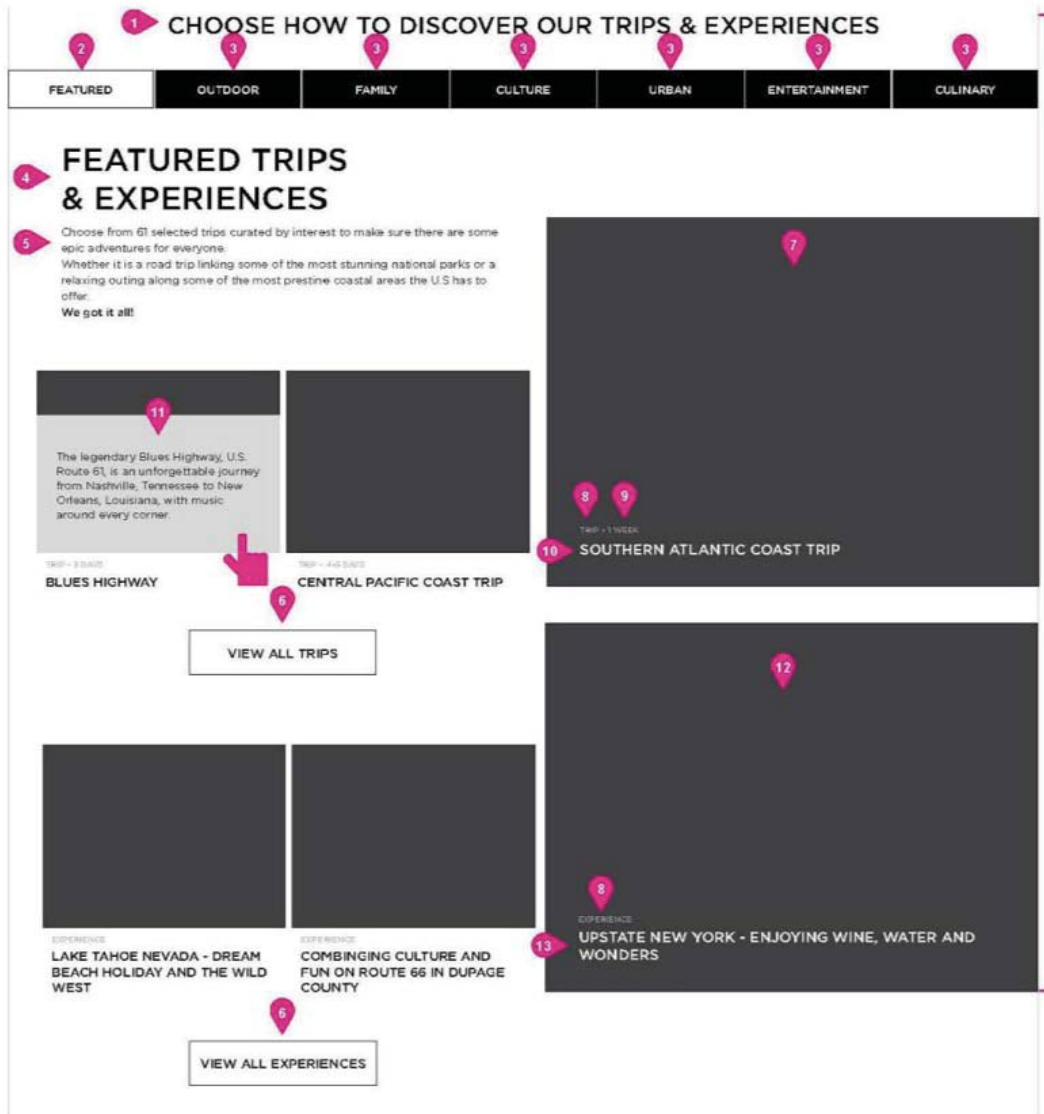 1 CHOOSE HOW TO DISCOVER OUR TRIPS & EXPERIENCES
2 3 3 3 3 3 3
FEATURED OUTDOOR FAMILY CULTURE URBAN ENTERTAINMENT CULINARY
4 FEATURED TRIPS
& EXPERIENCES
5 Choose from 61 selected trips curated by interest to make sure there are some
epic adventures for everyone.
Whether it is a road trip linking some of the most stunning national parks or a
relaxing outing along some of the most prestine coastal areas the U.S has to
offer.
We got it all!
7
11
The legendary Blues Highway, U.S.
Route 61, is an unforgettable journey
from Nashville, Tennessee to New
Orleans, Louisiana, with music
around every corner.
TRIP - 3 DAYS
BLUES HIGHWAY
TRIP - 4-5 DAYS
CENTRAL PACIFIC COAST TRIP
8 9
TRIP - 1 WEEK
10 SOUTHERN ATLANTIC COAST TRIP
6
VIEW ALL TRIPS
12
EXPERIENCE
LAKE TAHOE NEVADA - DREAM
BEACH HOLIDAY AND THE WILD
WEST
EXPERIENCE
COMBINGING CULTURE AND
FUN ON ROUTE 66 IN DUPAGE
COUNTY
8
EXPERIENCE
13 UPSTATE NEW YORK - ENJOYING WINE, WATER AND
WONDERS
6
VIEW ALL EXPERIENCES